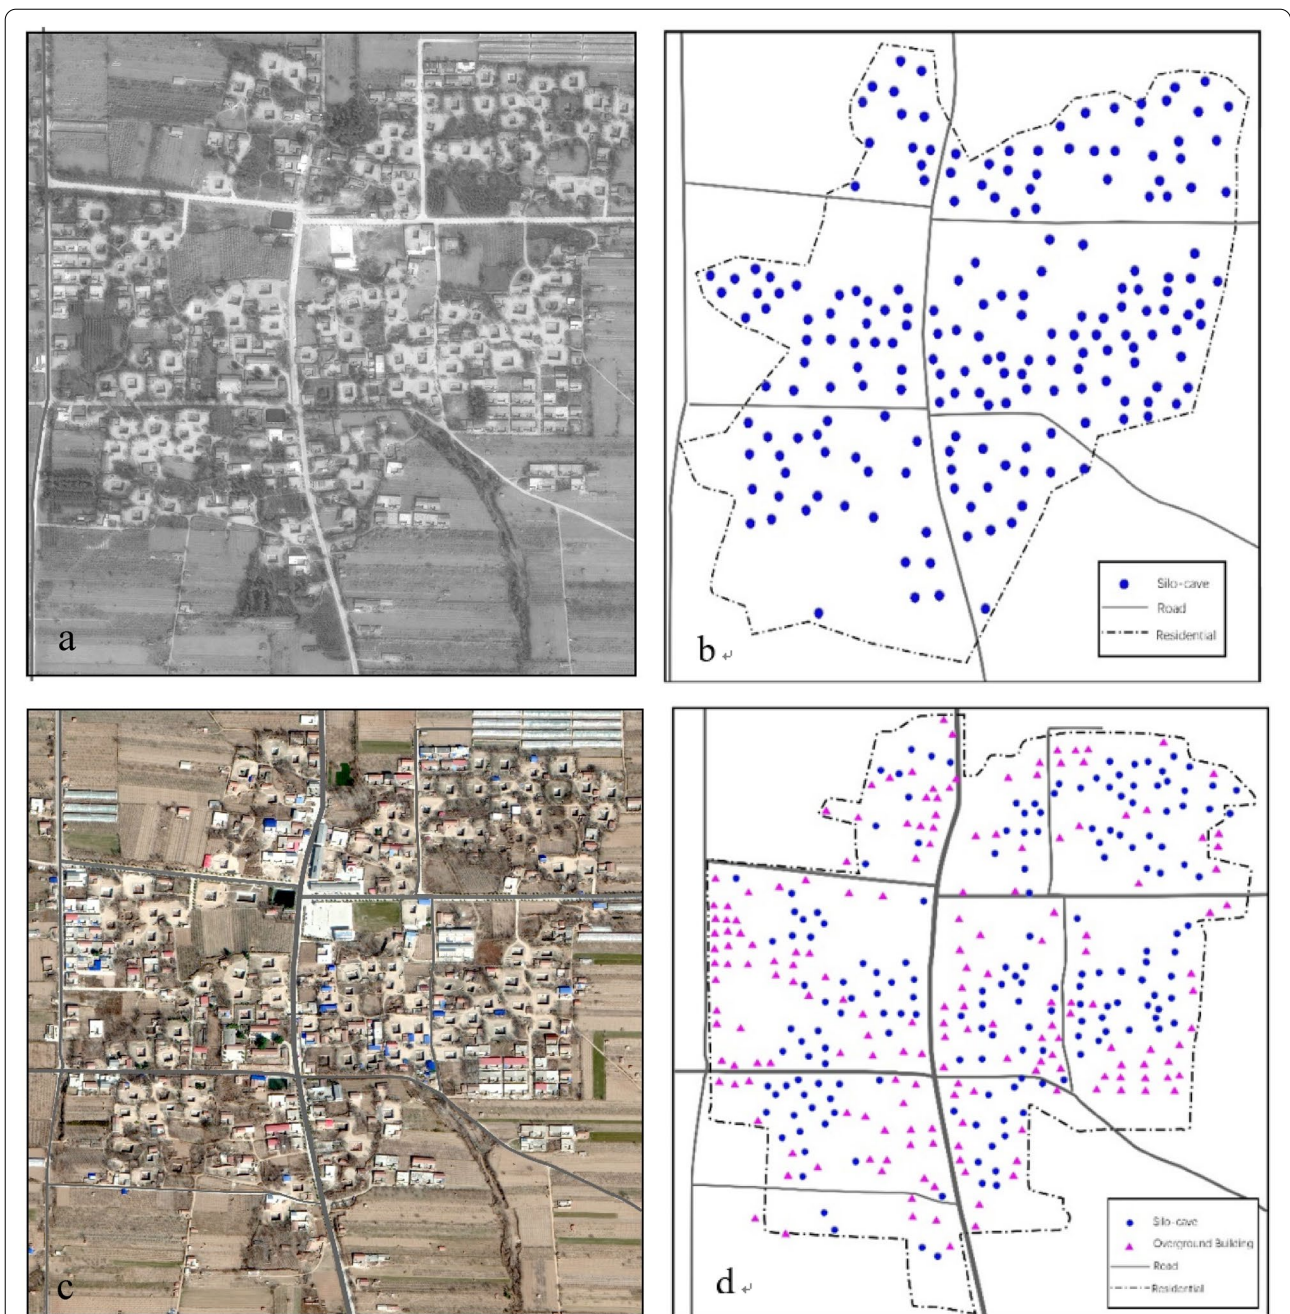 a
b
Silo-cave
Road
Residential
c
d
Silo-cave
Overground Building
Road
Residential